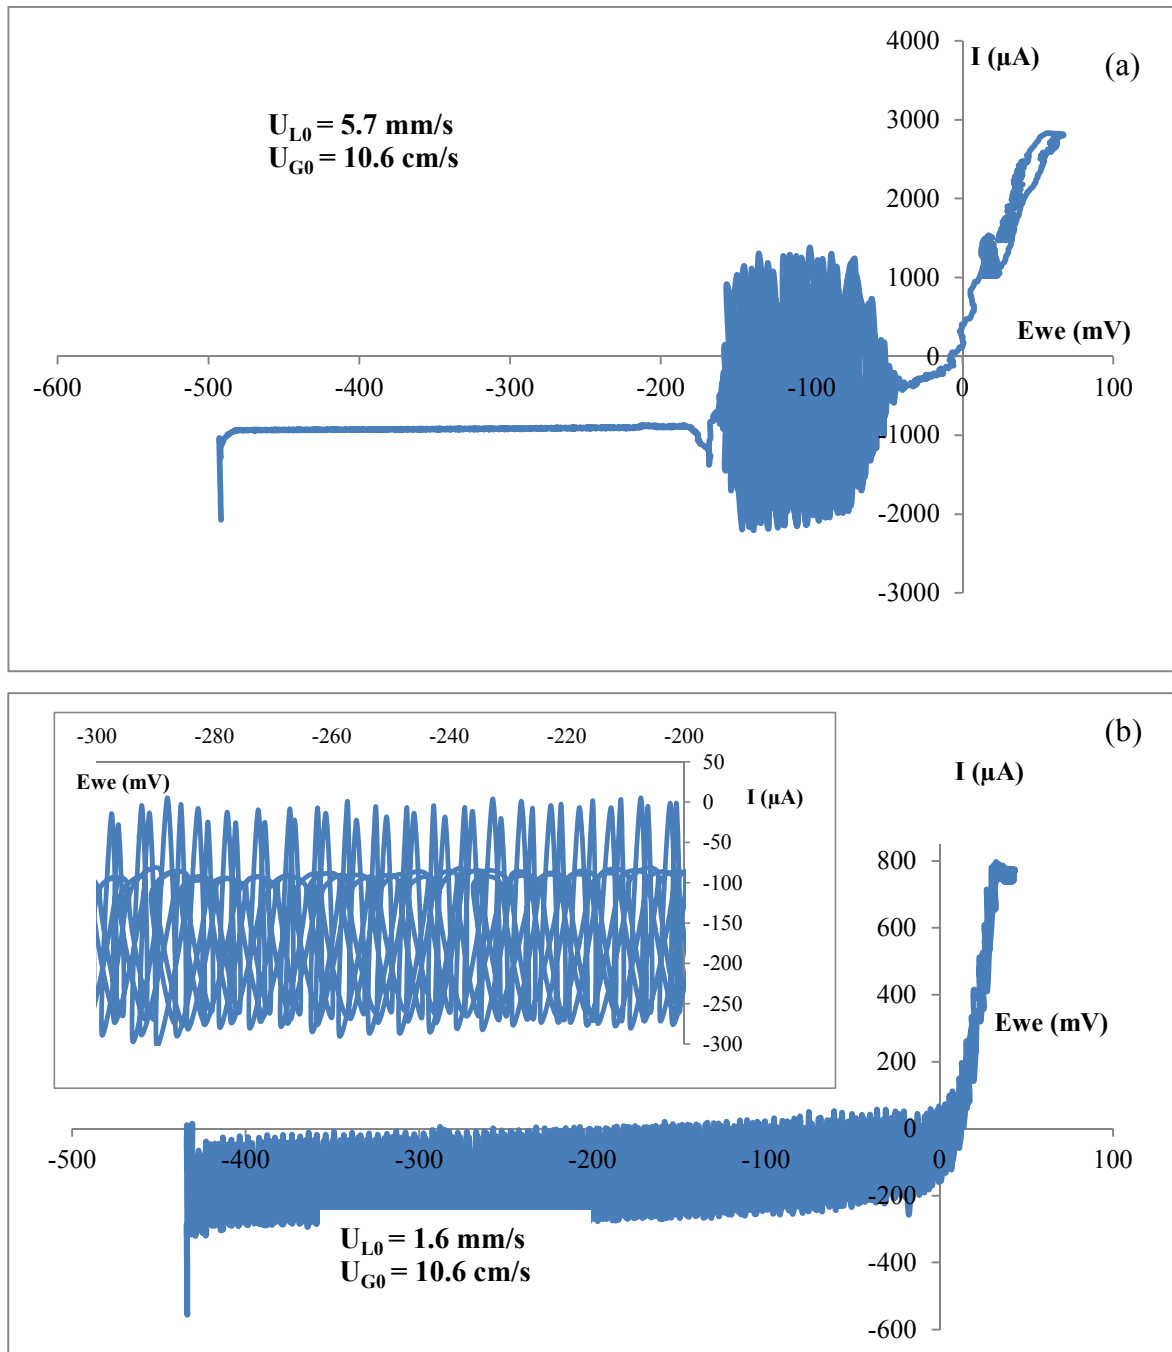 4000
I (µA)
(a)
U_L0 = 5.7 mm/s
U_G0 = 10.6 cm/s
3000
2000
1000
Ewe (mV)
0
-600 -500 -400 -300 -200 -100 0 100
-1000
-2000
-3000
(b)
-300 -280 -260 -240 -220 -200
Ewe (mV)
50
I (µA)
0
-50
-100
-150
-200
-250
-300
I (µA)
800
600
400
Ewe (mV)
200
0
-500 -400 -300 -200 -100 0 100
-200
U_L0 = 1.6 mm/s
U_G0 = 10.6 cm/s
-400
-600